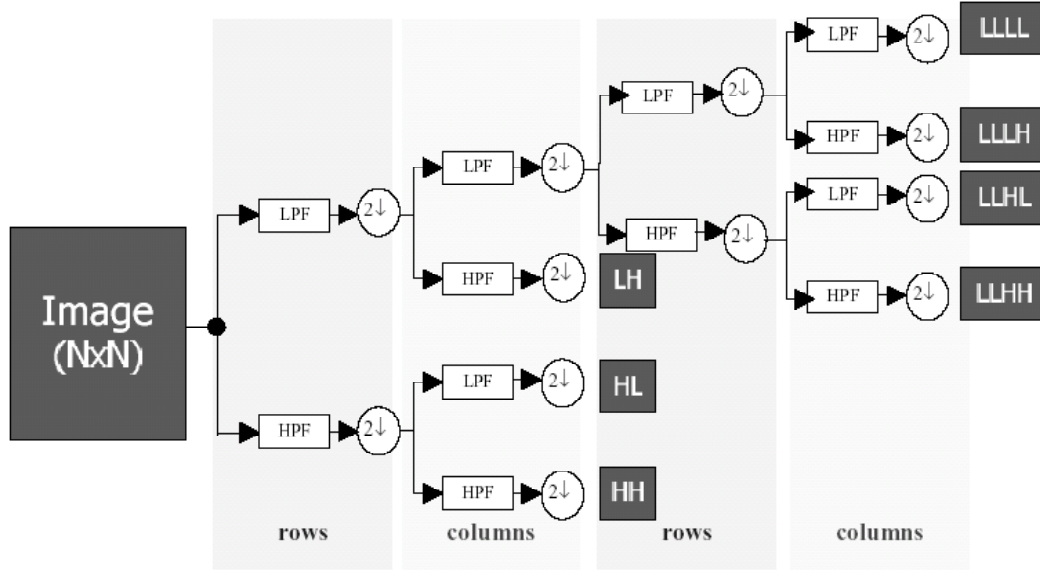 Image
(NxN)
LPF
2↓
HPF
2↓
rows
LPF
2↓
HPF
2↓
LPF
2↓
HPF
2↓
columns
LH
HL
HH
LPF
2↓
HPF
2↓
rows
LPF
2↓
HPF
2↓
LPF
2↓
HPF
2↓
columns
LLLL
LLLH
LLHL
LLHH